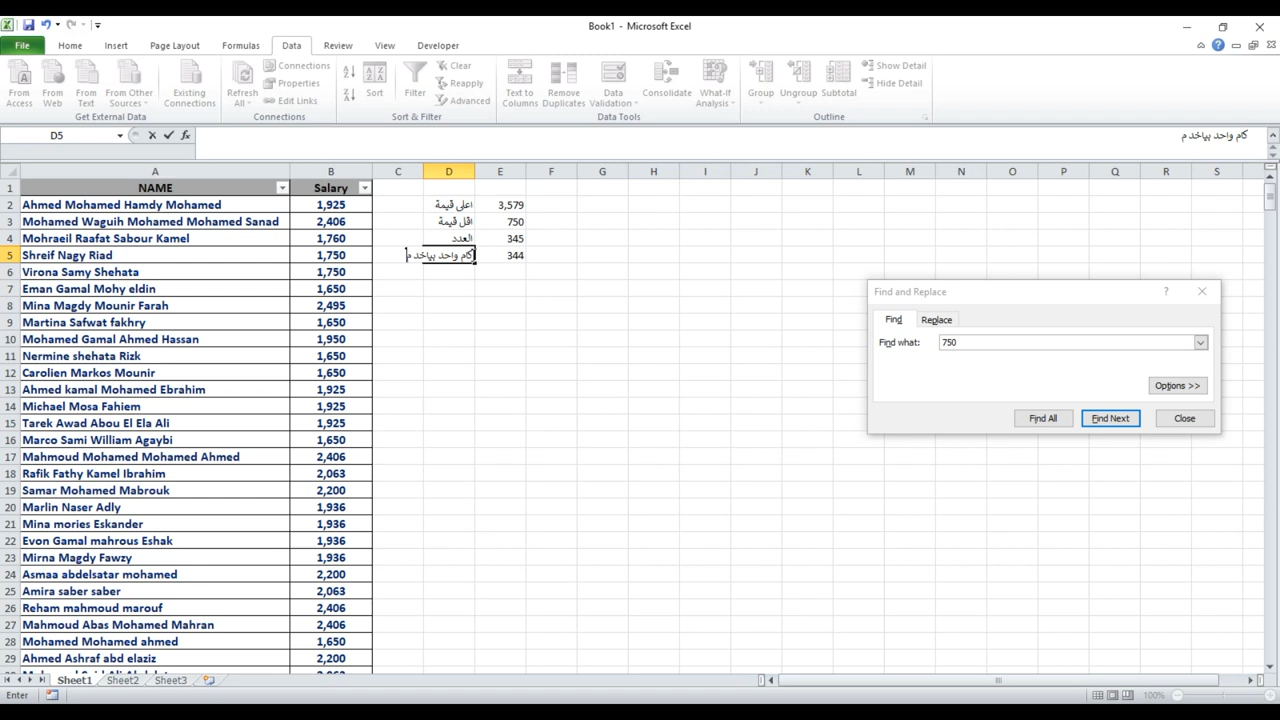 Book1 - Microsoft Excel
File Home Insert Page Layout Formulas Data Review View Developer
From Access
From Web
From Text
From Other Sources
Existing Connections
Get External Data
Refresh All
Connections
Properties
Edit Links
Connections
Sort
Filter
Clear
Reapply
Advanced
Sort & Filter
Text to Columns
Remove Duplicates
Data Validation
Consolidate
What-If Analysis
Data Tools
Group
Ungroup
Subtotal
Show Detail
Hide Detail
Outline
D5 fx كام واحد بياخد م
A B C D E F G H I J K L M N O P Q R S
1 NAME Salary
2 Ahmed Mohamed Hamdy Mohamed 1,925 اعلى قيمة 3,579
3 Mohamed Waguih Mohamed Mohamed Sanad 2,406 اقل قيمة 750
4 Mohraeil Raafat Sabour Kamel 1,760 العدد 345
5 Shreif Nagy Riad 1,750 كام واحد بياخد م 344
6 Virona Samy Shehata 1,750
7 Eman Gamal Mohy eldin 1,650
8 Mina Magdy Mounir Farah 2,495
9 Martina Safwat fakhry 1,650
10 Mohamed Gamal Ahmed Hassan 1,950
11 Nermine shehata Rizk 1,650
12 Carolien Markos Mounir 1,650
13 Ahmed kamal Mohamed Ebrahim 1,925
14 Michael Mosa Fahiem 1,925
15 Tarek Awad Abou El Ela Ali 1,925
16 Marco Sami William Agaybi 1,650
17 Mahmoud Mohamed Mohamed Ahmed 2,406
18 Rafik Fathy Kamel Ibrahim 2,063
19 Samar Mohamed Mabrouk 2,200
20 Marlin Naser Adly 1,936
21 Mina mories Eskander 1,936
22 Evon Gamal mahrous Eshak 1,936
23 Mirna Magdy Fawzy 1,936
24 Asmaa abdelsatar mohamed 2,200
25 Amira saber saber 2,063
26 Reham mahmoud marouf 2,406
27 Mahmoud Abas Mohamed Mahran 2,406
28 Mohamed Mohamed ahmed 1,650
29 Ahmed Ashraf abd elaziz 2,200
Find and Replace ?
Find Replace
Find what: 750
Options >>
Find All Find Next Close
Sheet1 Sheet2 Sheet3
Enter 100%